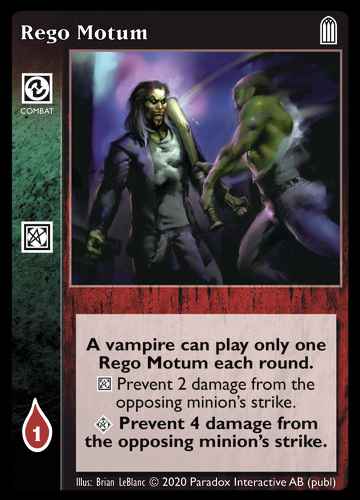 Rego Motum
COMBAT
A vampire can play only one
Rego Motum each round.
Prevent 2 damage from the
opposing minion's strike.
Prevent 4 damage from
the opposing minion's strike.
1
Illus: Brian LeBlanc © 2020 Paradox Interactive AB (publ)